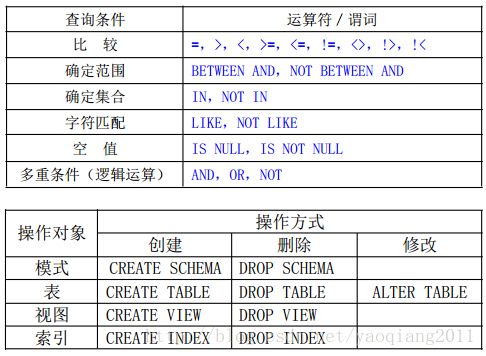 查询条件 运算符/谓词
比 较 =, >, <, >=, <=, !=, <>, !>, !<
确定范围 BETWEEN AND, NOT BETWEEN AND
确定集合 IN, NOT IN
字符匹配 LIKE, NOT LIKE
空 值 IS NULL, IS NOT NULL
多重条件（逻辑运算） AND, OR, NOT
操作对象 操作方式
创建 删除 修改
模式 CREATE SCHEMA DROP SCHEMA
表 CREATE TABLE DROP TABLE ALTER TABLE
视图 CREATE VIEW DROP VIEW
索引 CREATE INDEX DROP INDEX
http://blog.csdn.net/yaoqiang2011